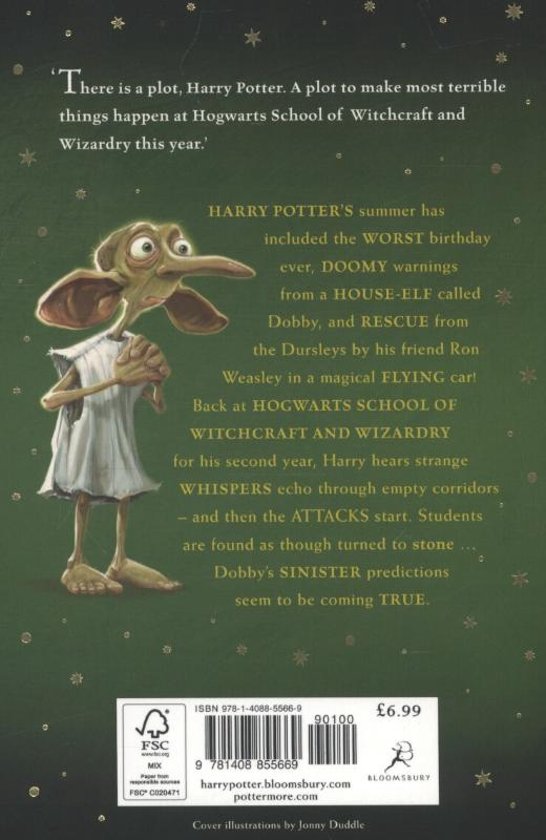 ‘There is a plot, Harry Potter. A plot to make most terrible
things happen at Hogwarts School of Witchcraft and
Wizardry this year.’
HARRY POTTER’S summer has
included the WORST birthday
ever, DOOMY warnings
from a HOUSE-ELF called
Dobby, and RESCUE from
the Dursleys by his friend Ron
Weasley in a magical FLYING car!
Back at HOGWARTS SCHOOL OF
WITCHCRAFT AND WIZARDRY
for his second year, Harry hears strange
WHISPERS echo through empty corridors
– and then the ATTACKS start. Students
are found as though turned to stone ...
Dobby’s SINISTER predictions
seem to be coming TRUE.
FSC
www.fsc.org
MIX
Paper from
responsible sources
FSC® C020471
ISBN 978-1-4088-5566-9
90100
9 781408 855669
harrypotter.bloomsbury.com
pottermore.com
£6.99
BLOOMSBURY
Cover illustrations by Jonny Duddle